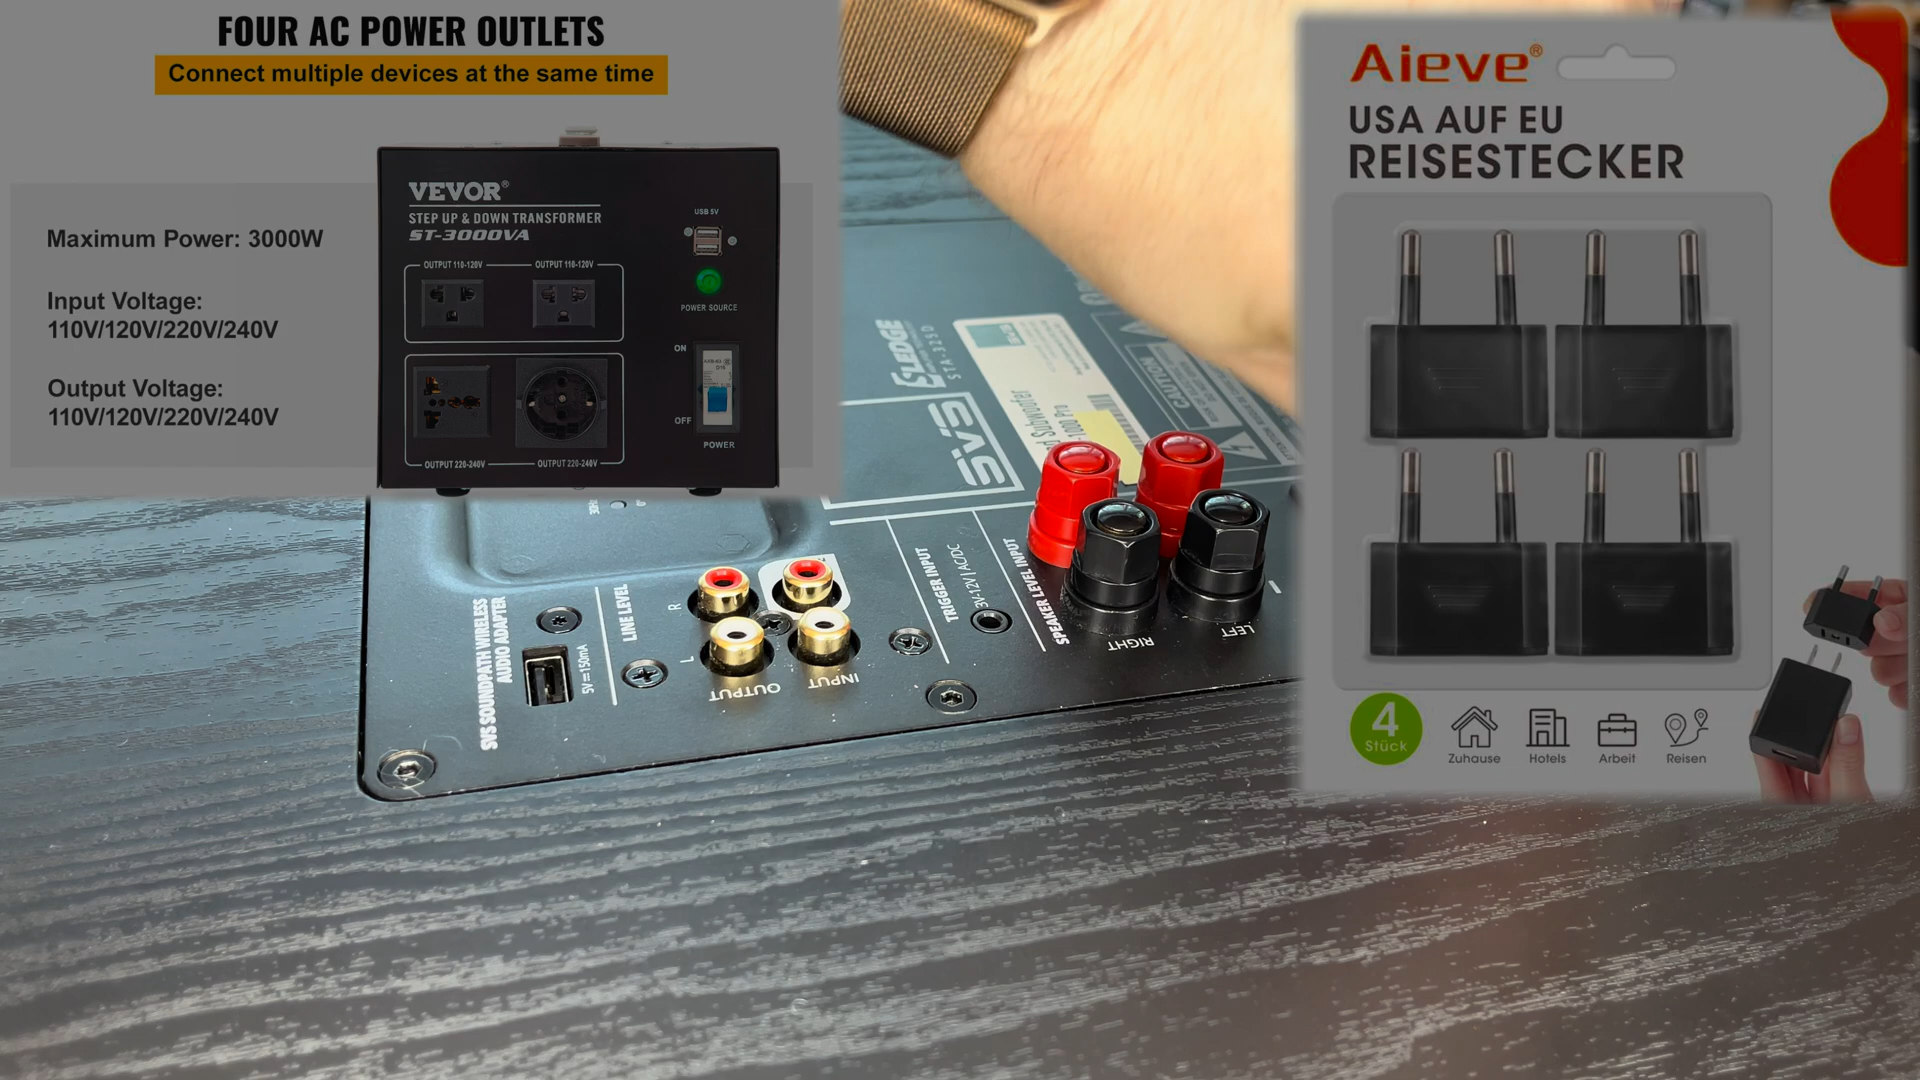 FOUR AC POWER OUTLETS
Connect multiple devices at the same time
Maximum Power: 3000W
Input Voltage:
110V/120V/220V/240V
Output Voltage:
110V/120V/220V/240V
VEVOR®
STEP UP & DOWN TRANSFORMER
ST-3000VA
OUTPUT 110-120V
OUTPUT 110-120V
OUTPUT 220-240V
OUTPUT 220-240V
USB 5V
POWER SOURCE
ON
OFF
POWER
SLEDGE
STA-325D
SVS
CAUTION
SVS SOUNDPATH WIRELESS
AUDIO ADAPTER
5V⎓150mA
LINE LEVEL
R
L
OUTPUT
INPUT
TRIGGER INPUT
3V-12V | AC/DC
SPEAKER LEVEL INPUT
RIGHT
LEFT
Aieve®
USA AUF EU
REISESTECKER
4
Stück
Zuhause
Hotels
Arbeit
Reisen